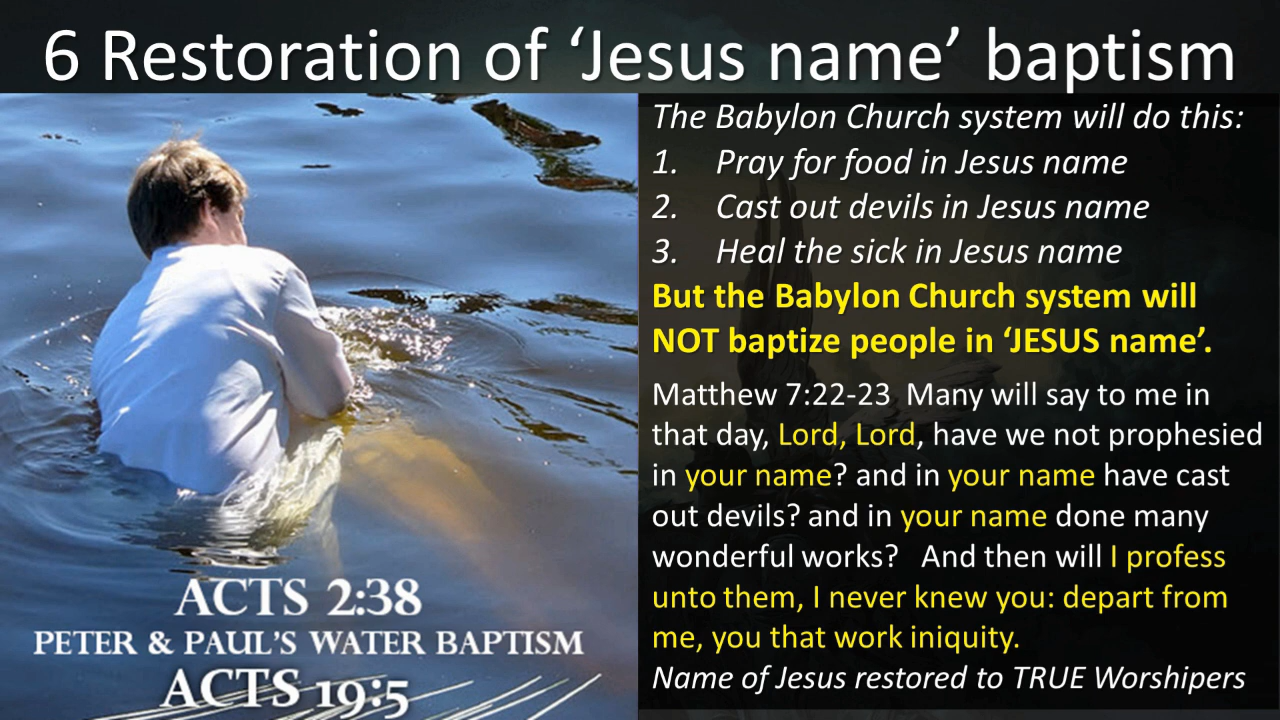 6 Restoration of ‘Jesus name’ baptism
The Babylon Church system will do this:
1. Pray for food in Jesus name
2. Cast out devils in Jesus name
3. Heal the sick in Jesus name
But the Babylon Church system will
NOT baptize people in ‘JESUS name’.
Matthew 7:22-23 Many will say to me in
that day, Lord, Lord, have we not prophesied
in your name? and in your name have cast
out devils? and in your name done many
wonderful works? And then will I profess
unto them, I never knew you: depart from
me, you that work iniquity.
Name of Jesus restored to TRUE Worshipers
ACTS 2:38
PETER & PAUL'S WATER BAPTISM
ACTS 19:5